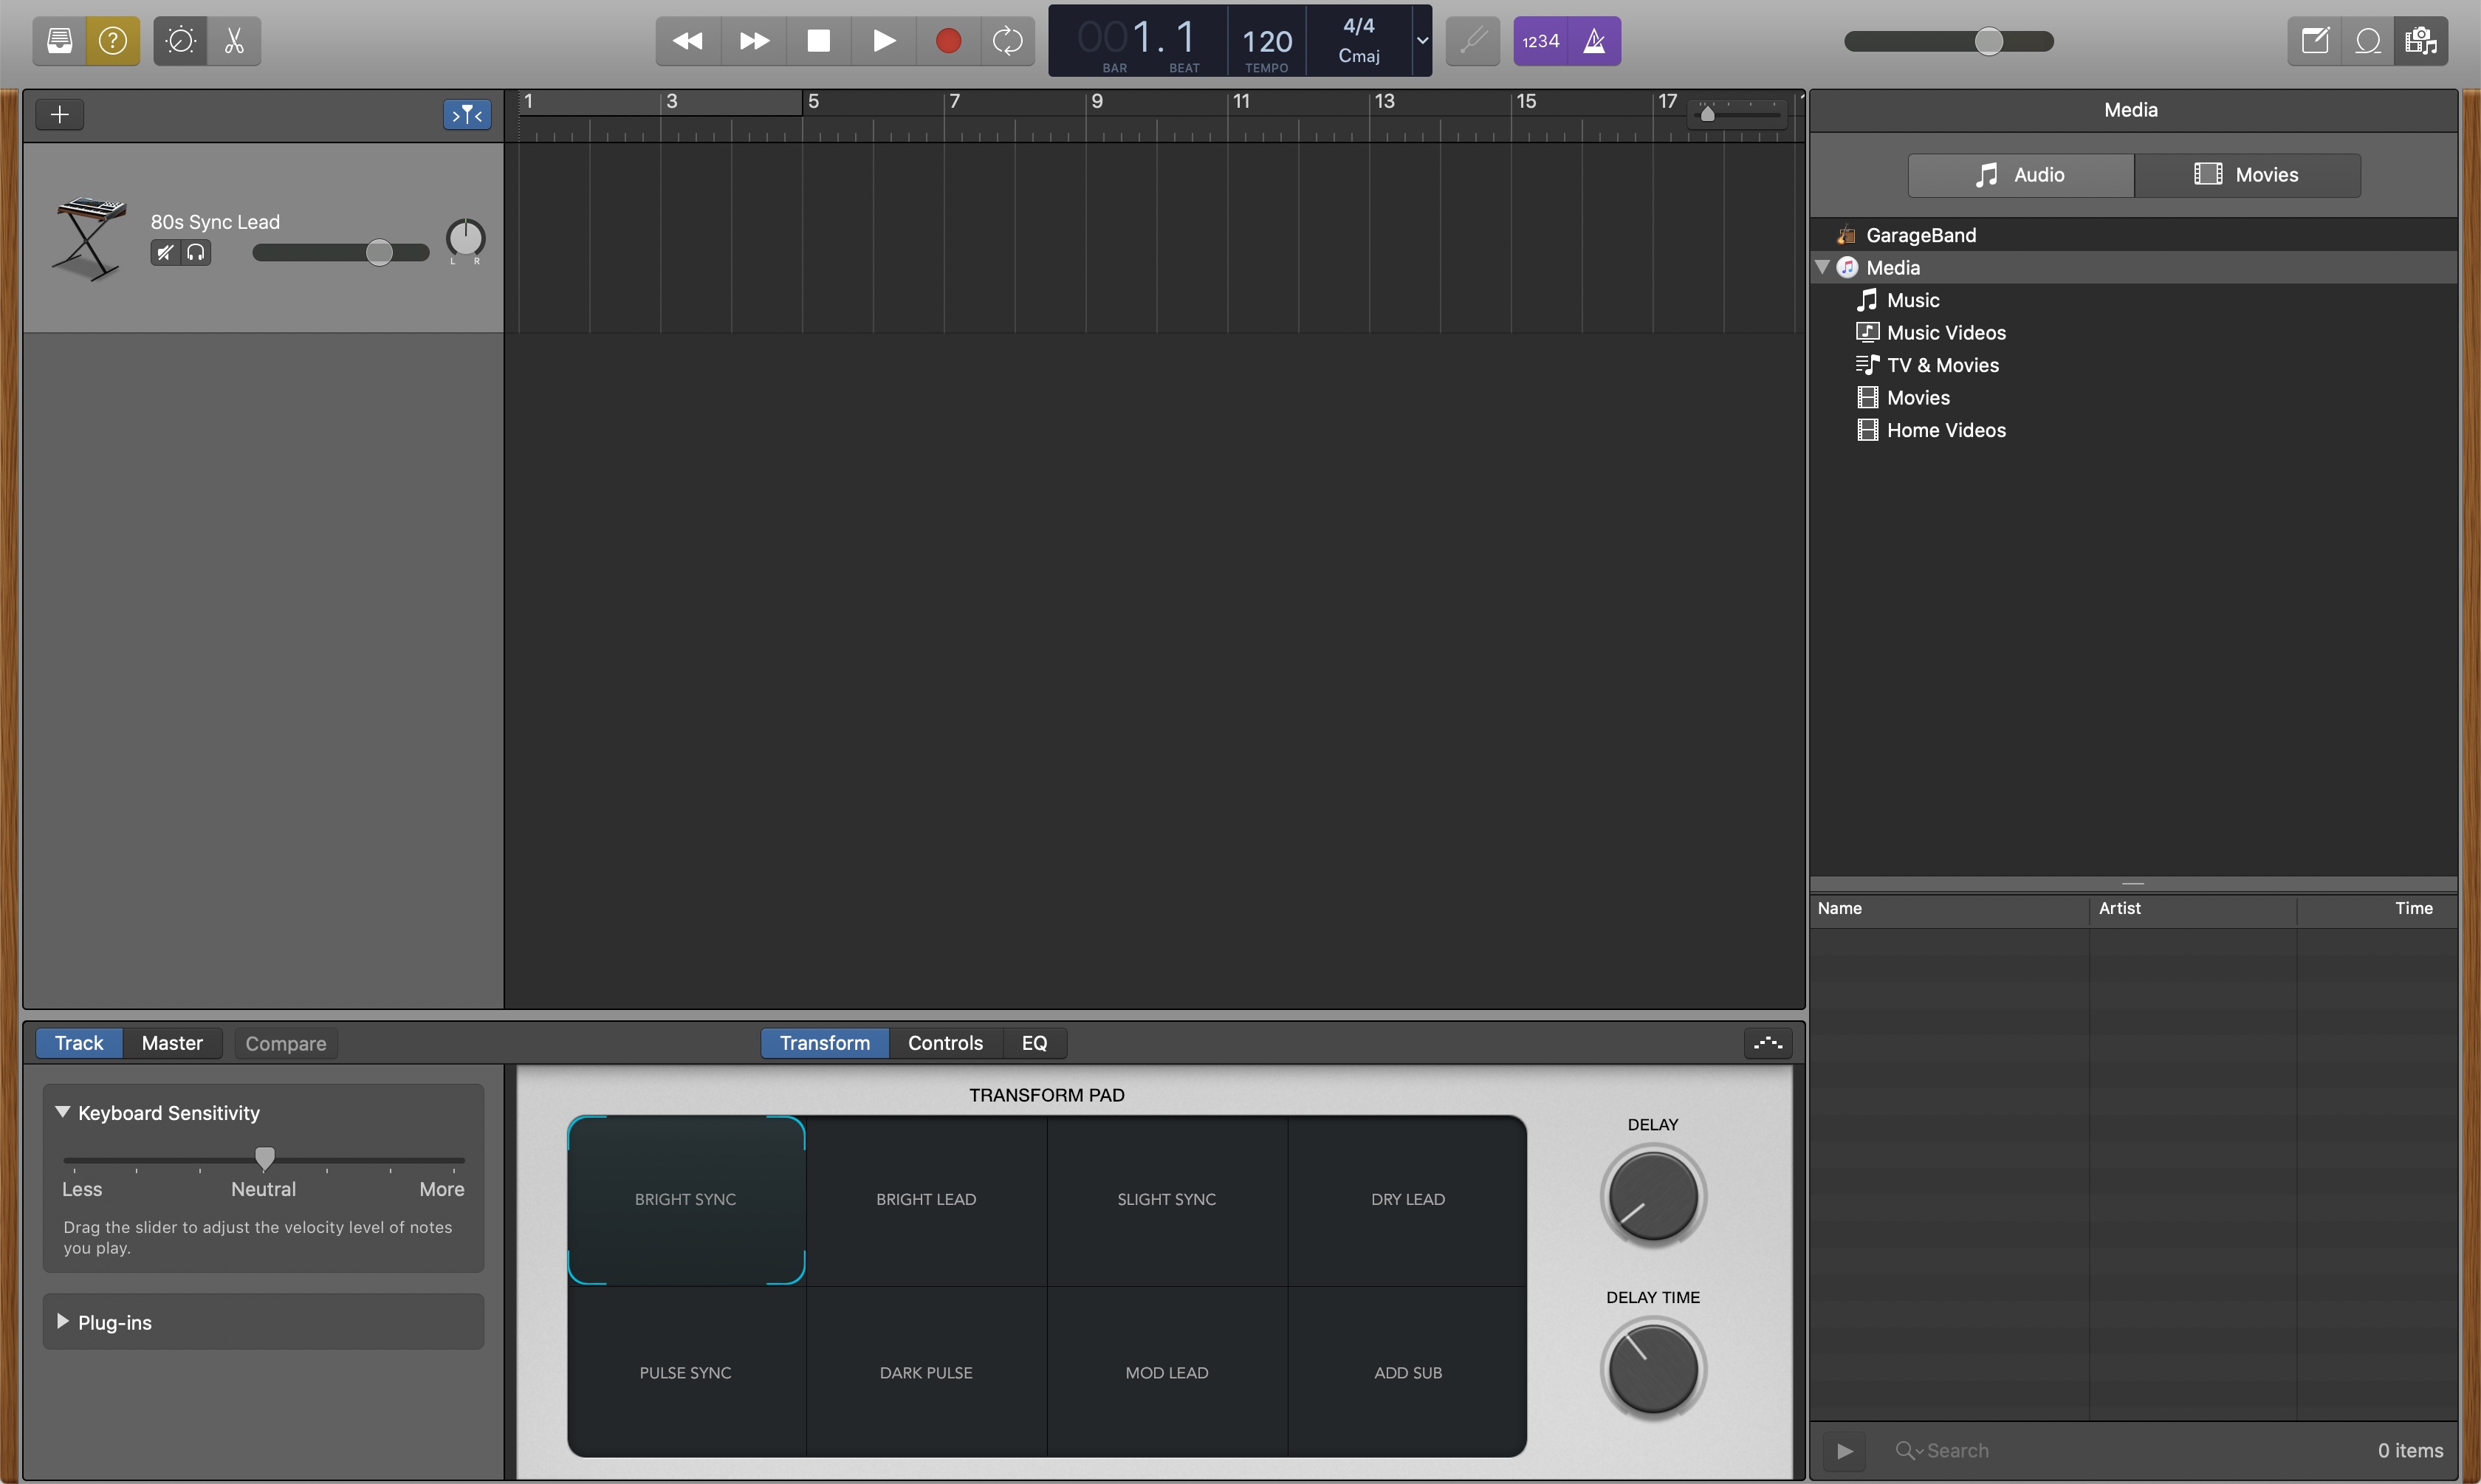 001. 1
BAR BEAT
120
TEMPO
4/4
Cmaj
1234
1 3 5 7 9 11 13 15 17
80s Sync Lead
L R
Media
Audio Movies
GarageBand
Media
Music
Music Videos
TV & Movies
Movies
Home Videos
Name Artist Time
Search 0 items
Track Master Compare
Transform Controls EQ
Keyboard Sensitivity
Less Neutral More
Drag the slider to adjust the velocity level of notes
you play.
Plug-ins
TRANSFORM PAD
BRIGHT SYNC BRIGHT LEAD SLIGHT SYNC DRY LEAD
PULSE SYNC DARK PULSE MOD LEAD ADD SUB
DELAY
DELAY TIME